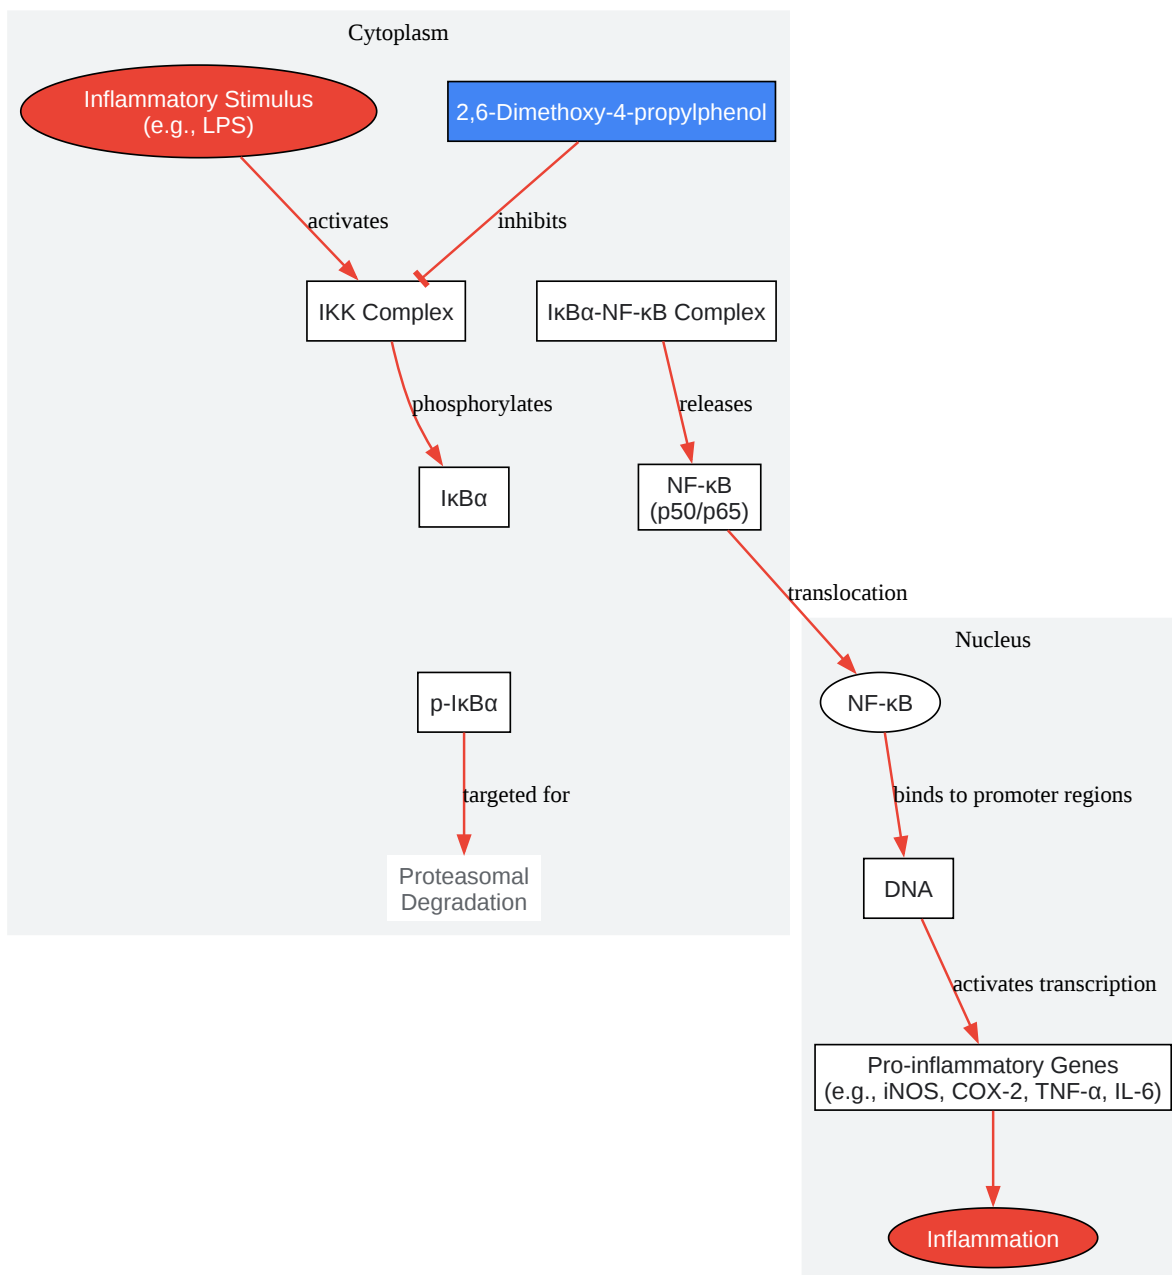 Cytoplasm
Inflammatory Stimulus
(e.g., LPS)
2,6-Dimethoxy-4-propylphenol
activates
inhibits
IKK Complex
IκBα-NF-κB Complex
phosphorylates
releases
IκBα
NF-κB
(p50/p65)
translocation
Nucleus
p-IκBα
NF-κB
targeted for
binds to promoter regions
Proteasomal
Degradation
DNA
activates transcription
Pro-inflammatory Genes
(e.g., iNOS, COX-2, TNF-α, IL-6)
Inflammation